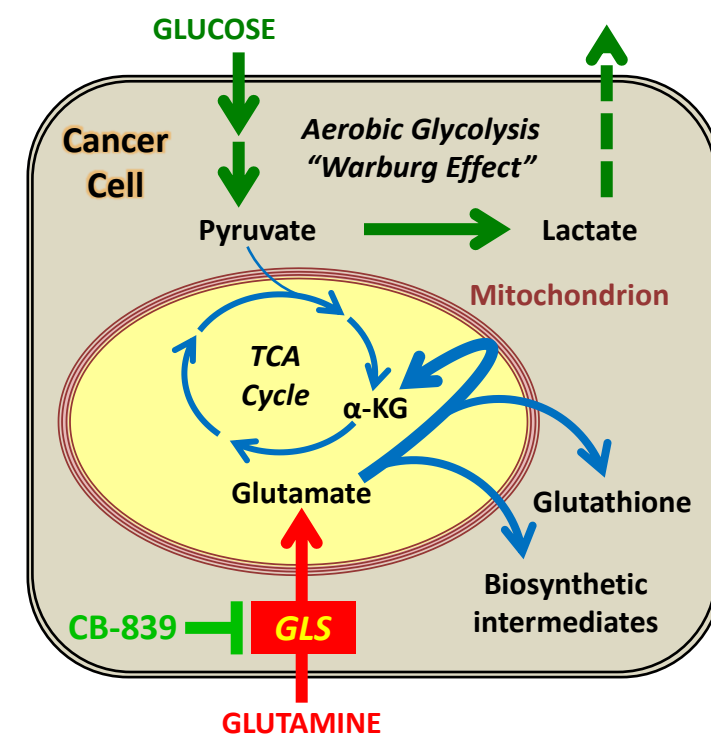 GLUCOSE
Cancer
Cell
Aerobic Glycolysis
“Warburg Effect”
Pyruvate
Lactate
Mitochondrion
TCA
Cycle
α-KG
Glutamate
Glutathione
Biosynthetic
intermediates
CB-839
GLS
GLUTAMINE